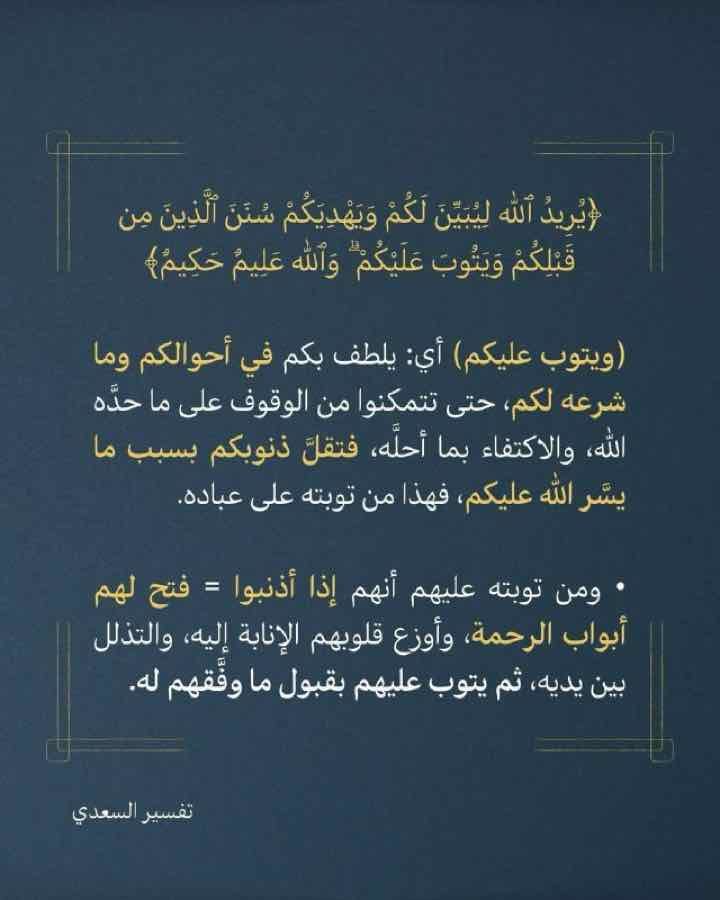 ﴿يُرِيدُ ٱللَّه لِيُبَيِّنَ لَكُمْ وَيَهْدِيَكُمْ سُنَنَ ٱلَّذِينَ مِن
قَبْلِكُمْ وَيَتُوبَ عَلَيْكُمْ ۗ وَٱللَّه عَلِيمٌ حَكِيمٌ﴾
(ويتوب عليكم) أي: يلطف بكم في أحوالكم وما
شرعه لكم، حتى تتمكنوا من الوقوف على ما حدَّه
الله، والاكتفاء بما أحلَّه، فتقلَّ ذنوبكم بسبب ما
يسَّر الله عليكم، فهذا من توبته على عباده.
• ومن توبته عليهم أنهم إذا أذنبوا = فتح لهم
أبواب الرحمة، وأوزع قلوبهم الإنابة إليه، والتذلل
بين يديه، ثم يتوب عليهم بقبول ما وفَّقهم له.
تفسير السعدي